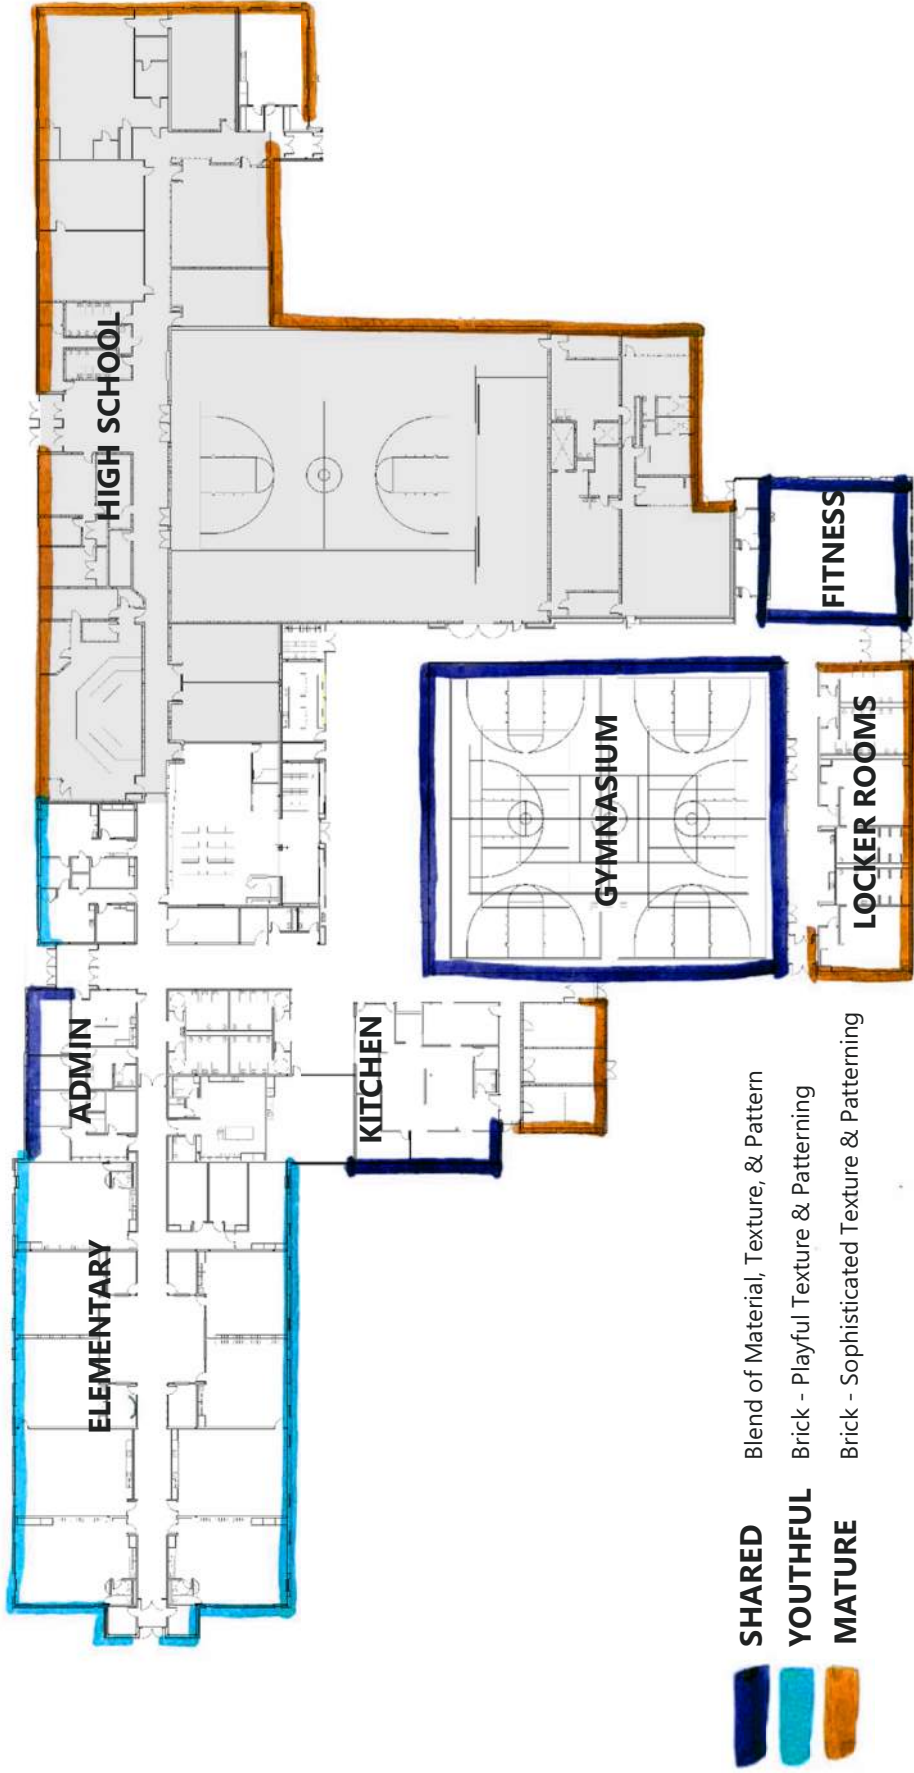 ELEMENTARY
ADMIN
HIGH SCHOOL
KITCHEN
GYMNASIUM
LOCKER ROOMS
FITNESS
SHARED Blend of Material, Texture, & Pattern
YOUTHFUL Brick - Playful Texture & Patterning
MATURE Brick - Sophisticated Texture & Patterning